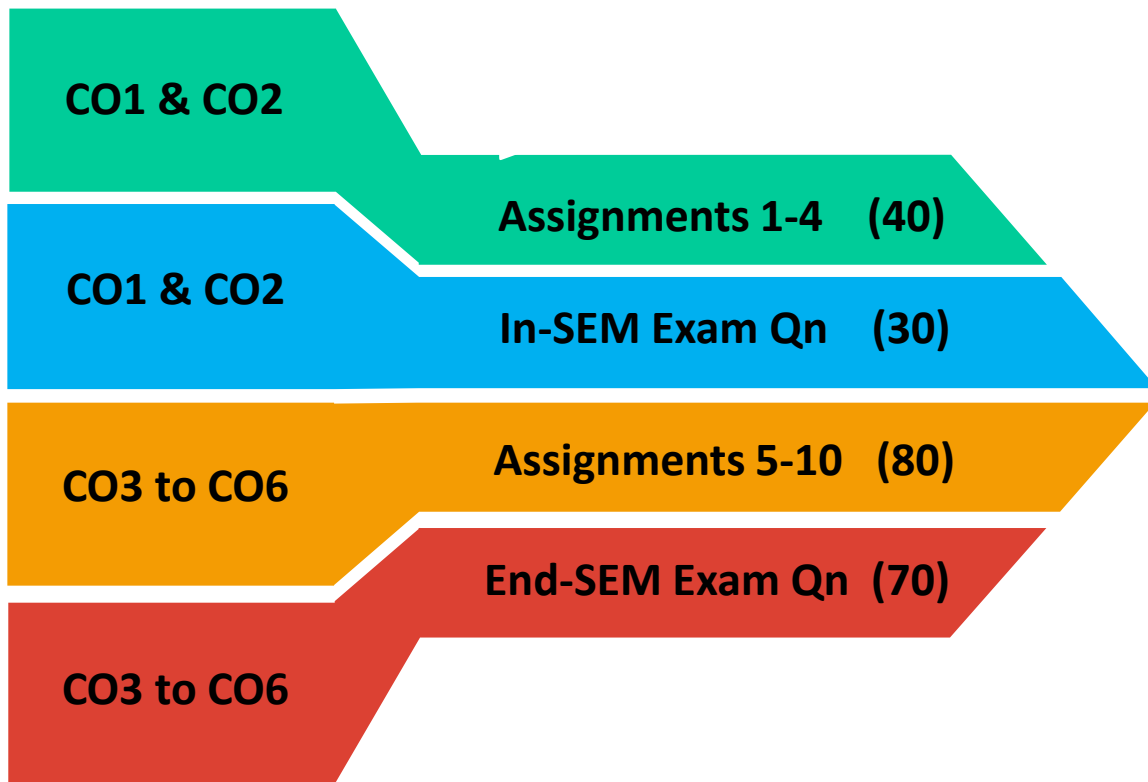 CO1 & CO2
Assignments 1-4 (40)
CO1 & CO2
In-SEM Exam Qn (30)
CO3 to CO6
Assignments 5-10 (80)
End-SEM Exam Qn (70)
CO3 to CO6